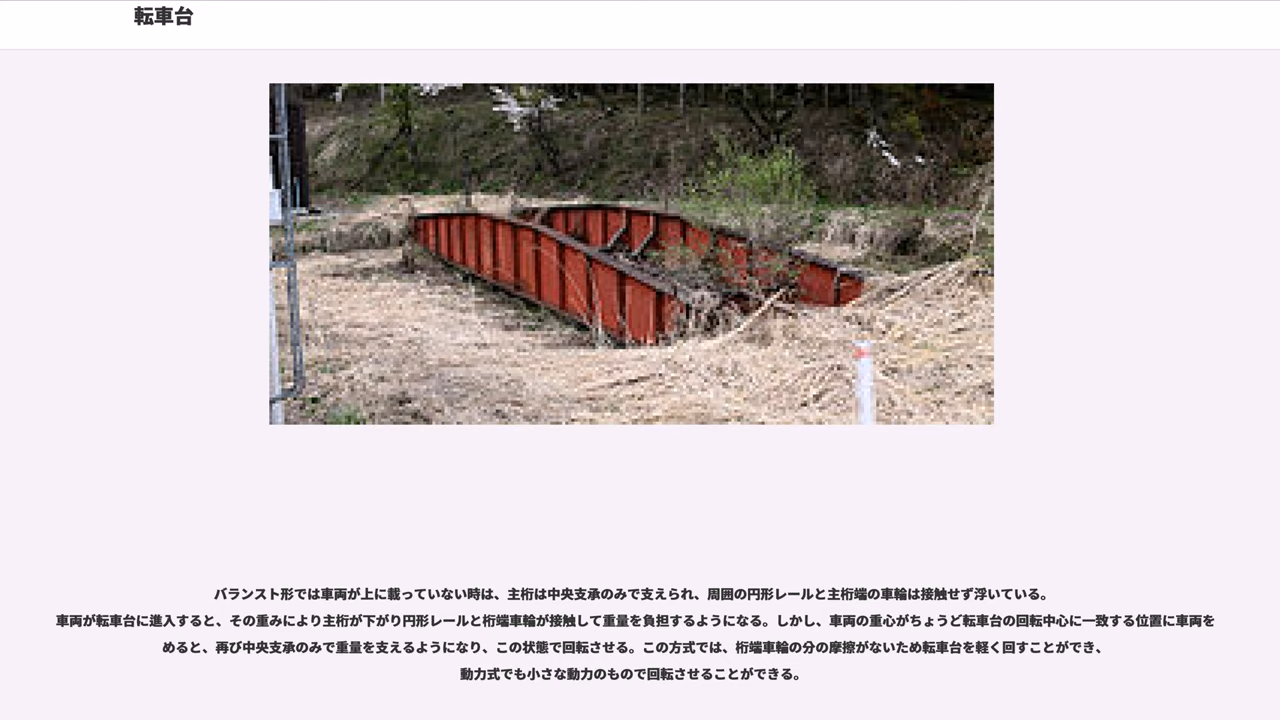 転車台
バランスト形では車両が上に載っていない時は、主桁は中央支承のみで支えられ、周囲の円形レールと主桁端の車輪は接触せず浮いている。
車両が転車台に進入すると、その重みにより主桁が下がり円形レールと桁端車輪が接触して重量を負担するようになる。しかし、車両の重心がちょうど転車台の回転中心に一致する位置に車両を
めると、再び中央支承のみで重量を支えるようになり、この状態で回転させる。この方式では、桁端車輪の分の摩擦がないため転車台を軽く回すことができ、
動力式でも小さな動力のもので回転させることができる。